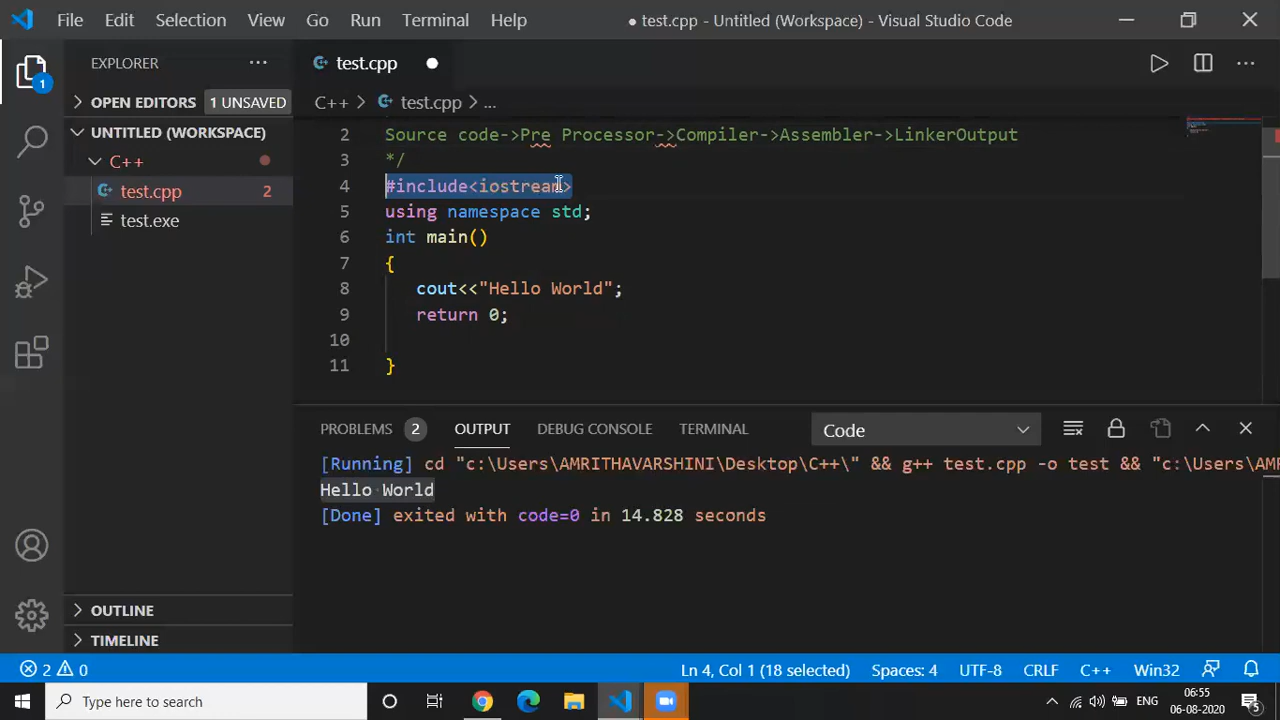 File Edit Selection View Go Run Terminal Help ● test.cpp - Untitled (Workspace) - Visual Studio Code
EXPLORER
OPEN EDITORS 1 UNSAVED
UNTITLED (WORKSPACE)
C++
test.cpp 2
test.exe
OUTLINE
TIMELINE
1
test.cpp ●
C++ > test.cpp > ...
2 Source code->Pre Processor->Compiler->Assembler->LinkerOutput
3 */
4 #include<iostream>
5 using namespace std;
6 int main()
7 {
8 cout<<"Hello World";
9 return 0;
10
11 }
PROBLEMS 2 OUTPUT DEBUG CONSOLE TERMINAL Code
[Running] cd "c:\Users\AMRITHAVARSHINI\Desktop\C++\" && g++ test.cpp -o test && "c:\Users\AMR
Hello World
[Done] exited with code=0 in 14.828 seconds
2 0 Ln 4, Col 1 (18 selected) Spaces: 4 UTF-8 CRLF C++ Win32
Type here to search ENG 06:55
06-08-2020 5